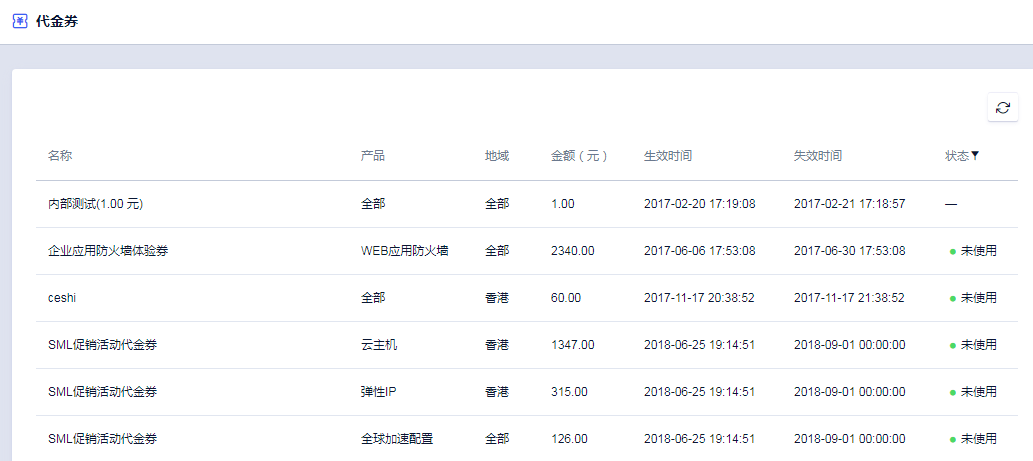 代金券
名称 产品 地域 金额（元） 生效时间 失效时间 状态
内部测试(1.00 元) 全部 全部 1.00 2017-02-20 17:19:08 2017-02-21 17:18:57 —
企业应用防火墙体验券 WEB应用防火墙 全部 2340.00 2017-06-06 17:53:08 2017-06-30 17:53:08 未使用
ceshi 全部 香港 60.00 2017-11-17 20:38:52 2017-11-17 21:38:52 未使用
SML促销活动代金券 云主机 香港 1347.00 2018-06-25 19:14:51 2018-09-01 00:00:00 未使用
SML促销活动代金券 弹性IP 香港 315.00 2018-06-25 19:14:51 2018-09-01 00:00:00 未使用
SML促销活动代金券 全球加速配置 全部 126.00 2018-06-25 19:14:51 2018-09-01 00:00:00 未使用